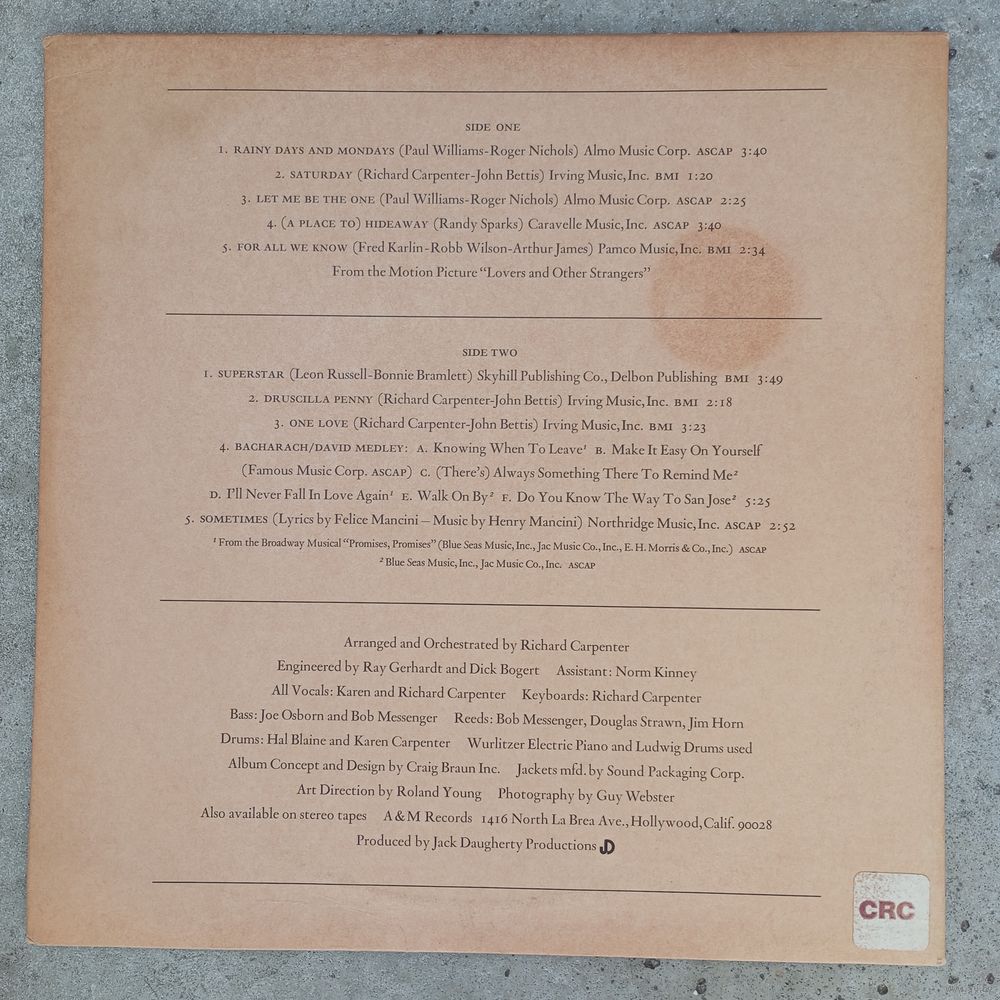 SIDE ONE
1. RAINY DAYS AND MONDAYS (Paul Williams-Roger Nichols) Almo Music Corp. ASCAP 3:40
2. SATURDAY (Richard Carpenter-John Bettis) Irving Music, Inc. BMI 1:20
3. LET ME BE THE ONE (Paul Williams-Roger Nichols) Almo Music Corp. ASCAP 2:25
4. (A PLACE TO) HIDEAWAY (Randy Sparks) Caravelle Music, Inc. ASCAP 3:40
5. FOR ALL WE KNOW (Fred Karlin-Robb Wilson-Arthur James) Pamco Music, Inc. BMI 2:34
From the Motion Picture "Lovers and Other Strangers"
SIDE TWO
1. SUPERSTAR (Leon Russell-Bonnie Bramlett) Skyhill Publishing Co., Delbon Publishing BMI 3:49
2. DRUSCILLA PENNY (Richard Carpenter-John Bettis) Irving Music, Inc. BMI 2:18
3. ONE LOVE (Richard Carpenter-John Bettis) Irving Music, Inc. BMI 3:23
4. BACHARACH/DAVID MEDLEY: A. Knowing When To Leave¹ B. Make It Easy On Yourself
(Famous Music Corp. ASCAP) C. (There's) Always Something There To Remind Me²
D. I'll Never Fall In Love Again¹ E. Walk On By² F. Do You Know The Way To San Jose² 5:25
5. SOMETIMES (Lyrics by Felice Mancini – Music by Henry Mancini) Northridge Music, Inc. ASCAP 2:52
¹ From the Broadway Musical "Promises, Promises" (Blue Seas Music, Inc., Jac Music Co., Inc., E. H. Morris & Co., Inc.) ASCAP
² Blue Seas Music, Inc., Jac Music Co., Inc. ASCAP
Arranged and Orchestrated by Richard Carpenter
Engineered by Ray Gerhardt and Dick Bogert Assistant: Norm Kinney
All Vocals: Karen and Richard Carpenter Keyboards: Richard Carpenter
Bass: Joe Osborn and Bob Messenger Reeds: Bob Messenger, Douglas Strawn, Jim Horn
Drums: Hal Blaine and Karen Carpenter Wurlitzer Electric Piano and Ludwig Drums used
Album Concept and Design by Craig Braun Inc. Jackets mfd. by Sound Packaging Corp.
Art Direction by Roland Young Photography by Guy Webster
Also available on stereo tapes A & M Records 1416 North La Brea Ave., Hollywood, Calif. 90028
Produced by Jack Daugherty Productions JD
CRC